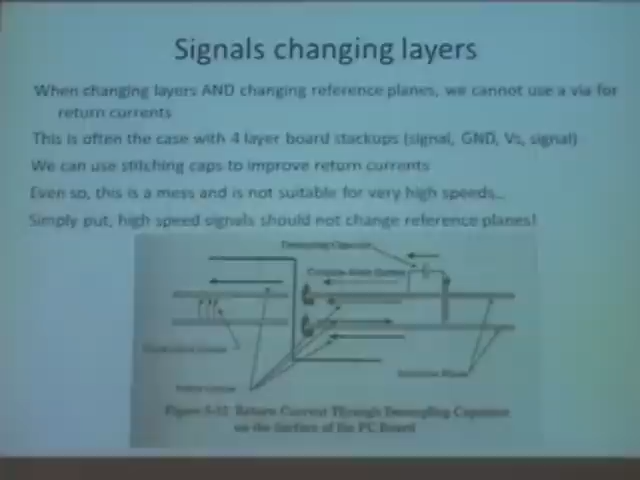 Signals changing layers
When changing layers AND changing reference planes, we cannot use a via for
return currents
This is often the case with 4 layer board stackups (signal, GND, Vs, signal)
We can use stitching caps to improve return currents
Even so, this is a mess and is not suitable for very high speeds...
Simply put, high speed signals should not change reference planes!
Decoupling Capacitor
Reference Planes
Return Current Through Decoupling Capacitor
on the Surface of the PC Board